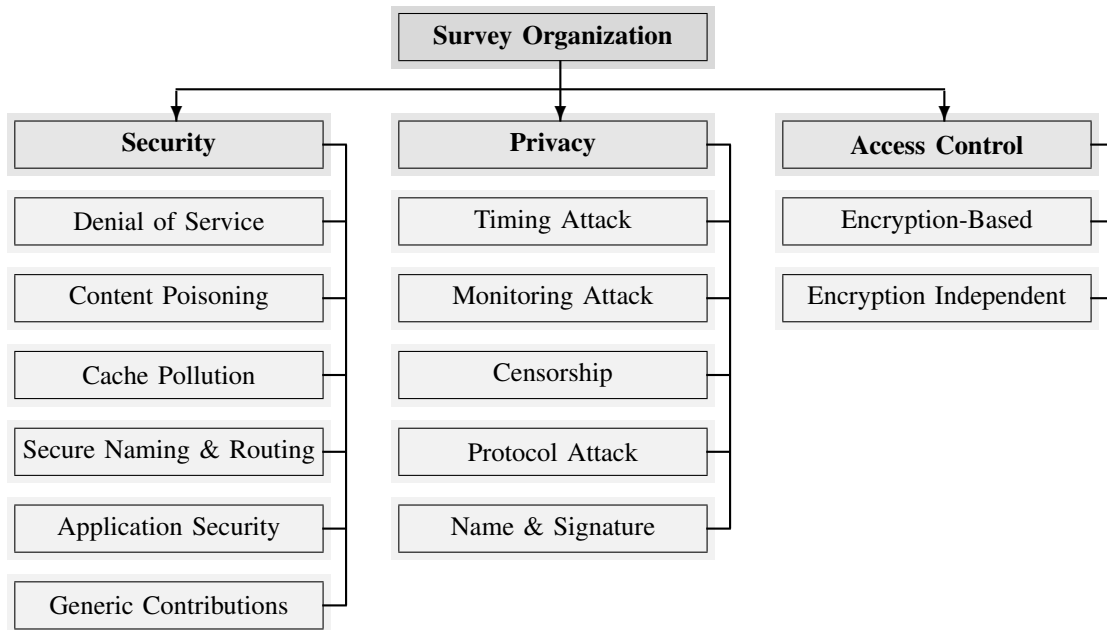 Survey Organization
Security
Denial of Service
Content Poisoning
Cache Pollution
Secure Naming & Routing
Application Security
Generic Contributions
Privacy
Timing Attack
Monitoring Attack
Censorship
Protocol Attack
Name & Signature
Access Control
Encryption-Based
Encryption Independent